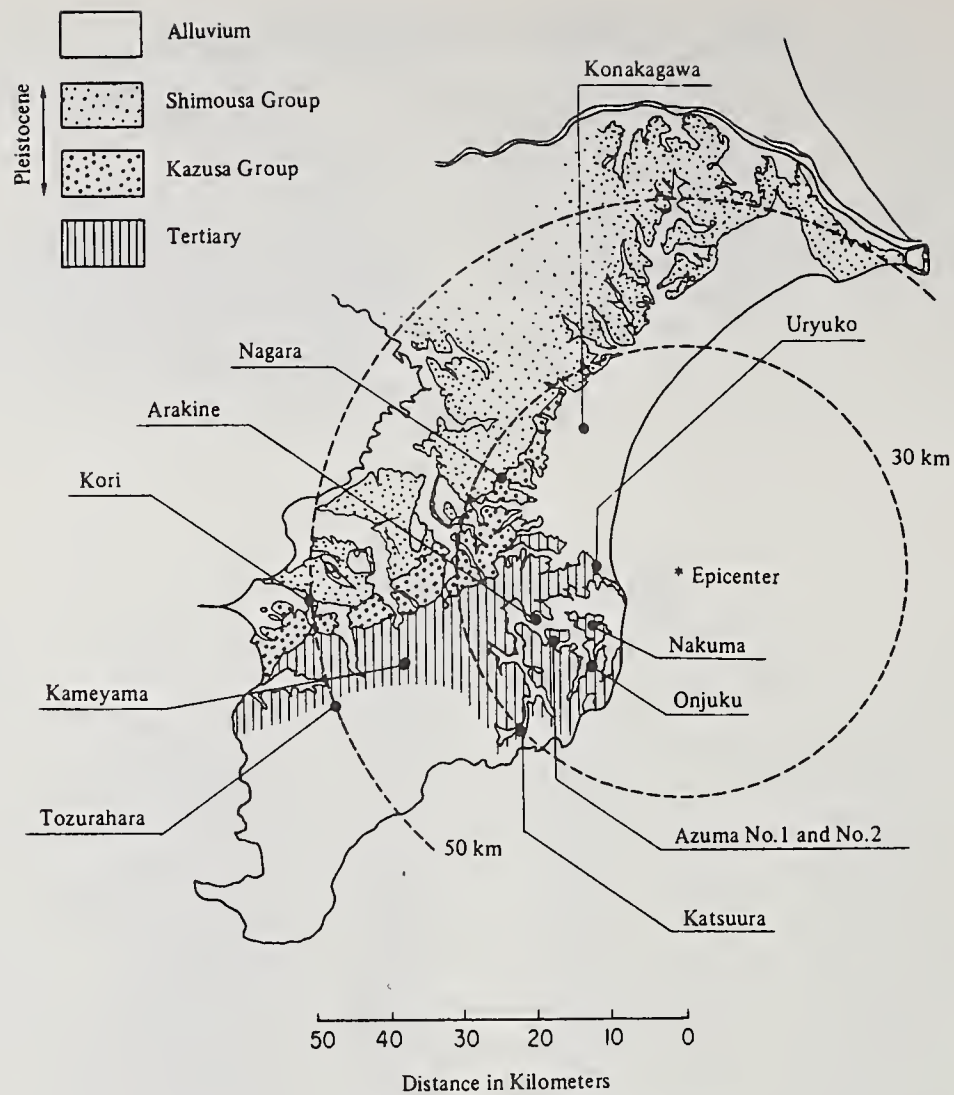 Alluvium
Pleistocene
Shimousa Group
Kazusa Group
Tertiary
Konakagawa
Uryuko
Nagara
Arakine
Kori
30 km
* Epicenter
Nakuma
Onjuku
Kameyama
Tozurahara
50 km
Azuma No.1 and No.2
Katsuura
50 40 30 20 10 0
Distance in Kilometers